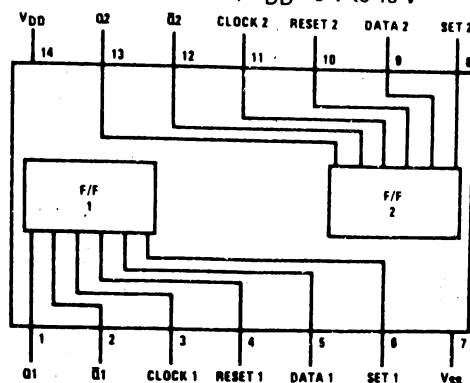 VDD Q2 Q̄2 CLOCK 2 RESET 2 DATA 2 SET 2
14 13 12 11 10 9 8
F/F
1
F/F
2
1 2 3 4 5 6 7
Q1 Q̄1 CLOCK 1 RESET 1 DATA 1 SET 1 VSS